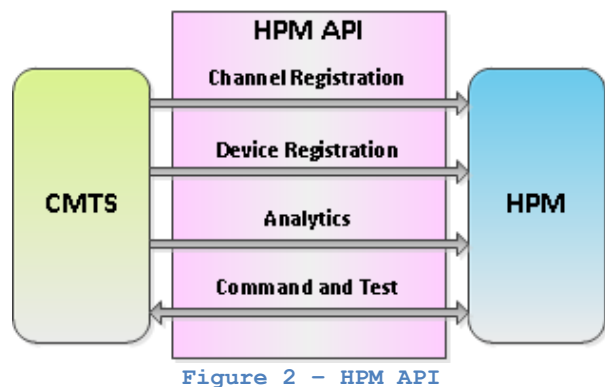 HPM API
Channel Registration
Device Registration
CMTS
HPM
Analytics
Command and Test
Figure 2 – HPM API